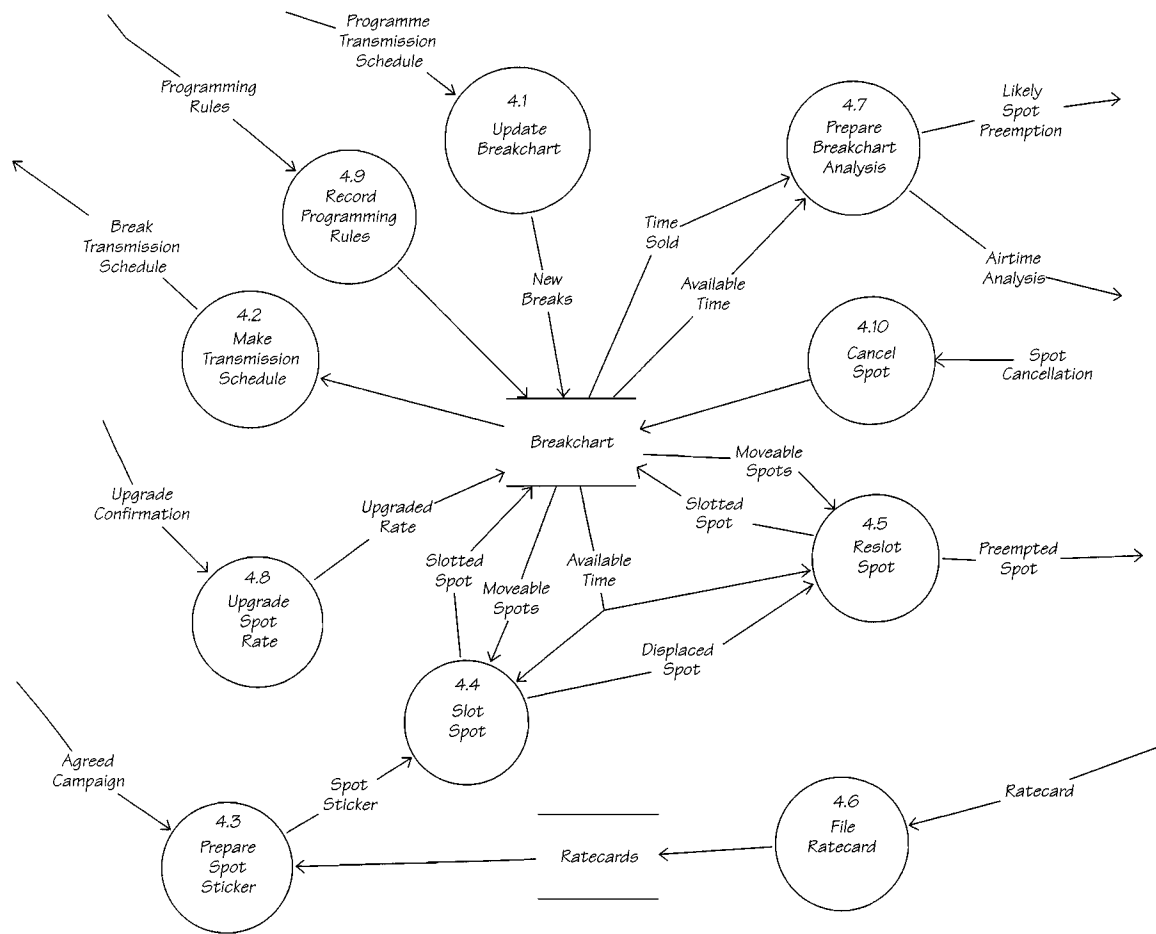 Programme
Transmission
Schedule
Programming
Rules
4.1
Update
Breakchart
4.7
Prepare
Breakchart
Analysis
Likely
Spot
Preemption
4.9
Record
Programming
Rules
Break
Transmission
Schedule
New
Breaks
Time
Sold
Available
Time
Airtime
Analysis
4.2
Make
Transmission
Schedule
4.10
Cancel
Spot
Spot
Cancellation
Breakchart
Moveable
Spots
Upgrade
Confirmation
Upgraded
Rate
Slotted
Spot
4.5
Reslot
Spot
Preempted
Spot
4.8
Upgrade
Spot
Rate
Slotted
Spot
Moveable
Spots
Available
Time
Displaced
Spot
4.4
Slot
Spot
Agreed
Campaign
Spot
Sticker
4.3
Prepare
Spot
Sticker
Ratecards
4.6
File
Ratecard
Ratecard